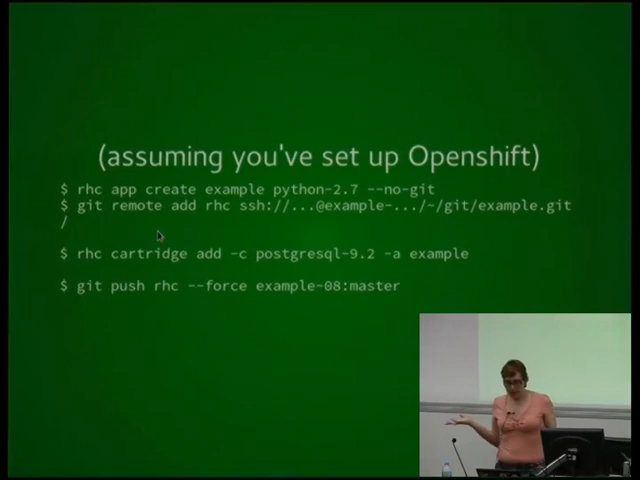 (assuming you've set up Openshift)
$ rhc app create example python-2.7 --no-git
$ git remote add rhc ssh://...@example-.../~/git/example.git
/
$ rhc cartridge add -c postgresql-9.2 -a example
$ git push rhc --force example-08:master